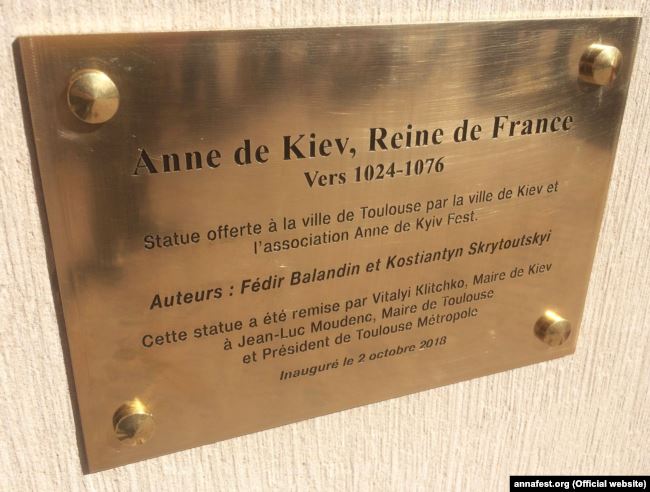 Anne de Kiev, Reine de France
Vers 1024-1076
Statue offerte à la ville de Toulouse par la ville de Kiev et
l'association Anne de Kyiv Fest.
Auteurs : Fédir Balandin et Kostiantyn Skrytoutskyi
Cette statue a été remise par Vitalyi Klitchko, Maire de Kiev
à Jean-Luc Moudenc, Maire de Toulouse
et Président de Toulouse Métropole
Inauguré le 2 octobre 2018
annafest.org (Official website)